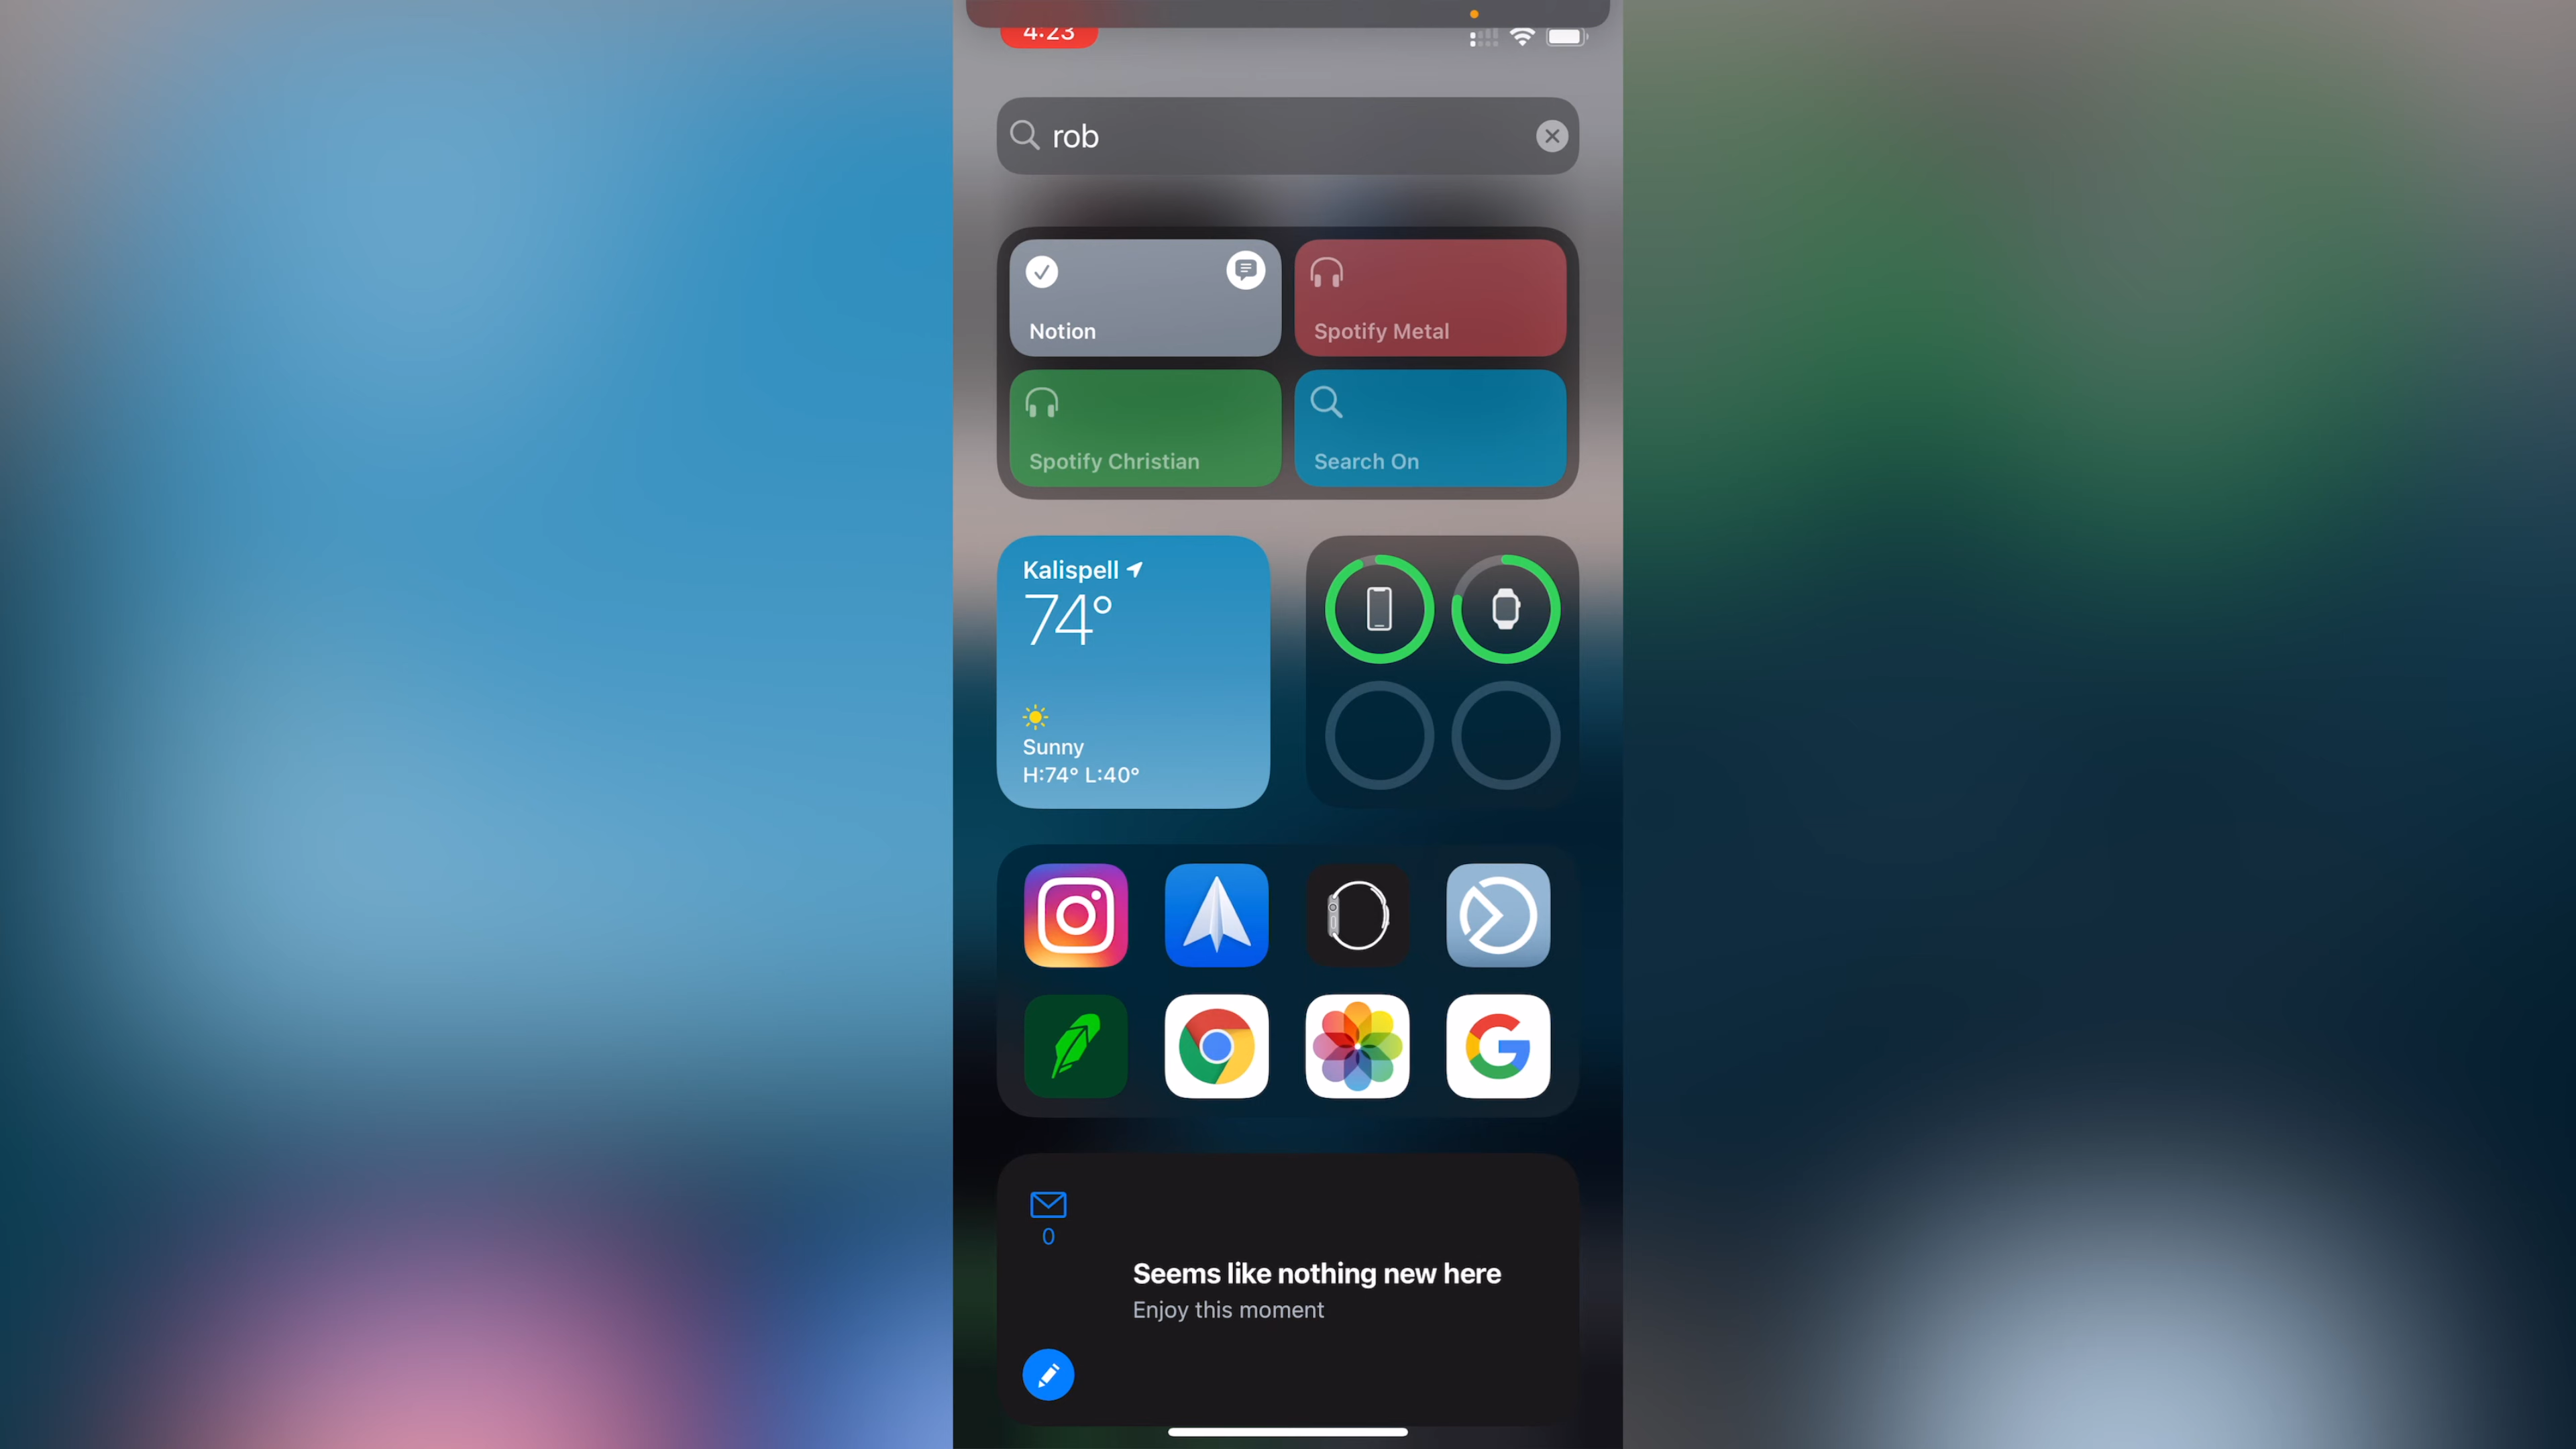 4:23
rob
Notion
Spotify Metal
Spotify Christian
Search On
Kalispell
74°
Sunny
H:74° L:40°
0
Seems like nothing new here
Enjoy this moment